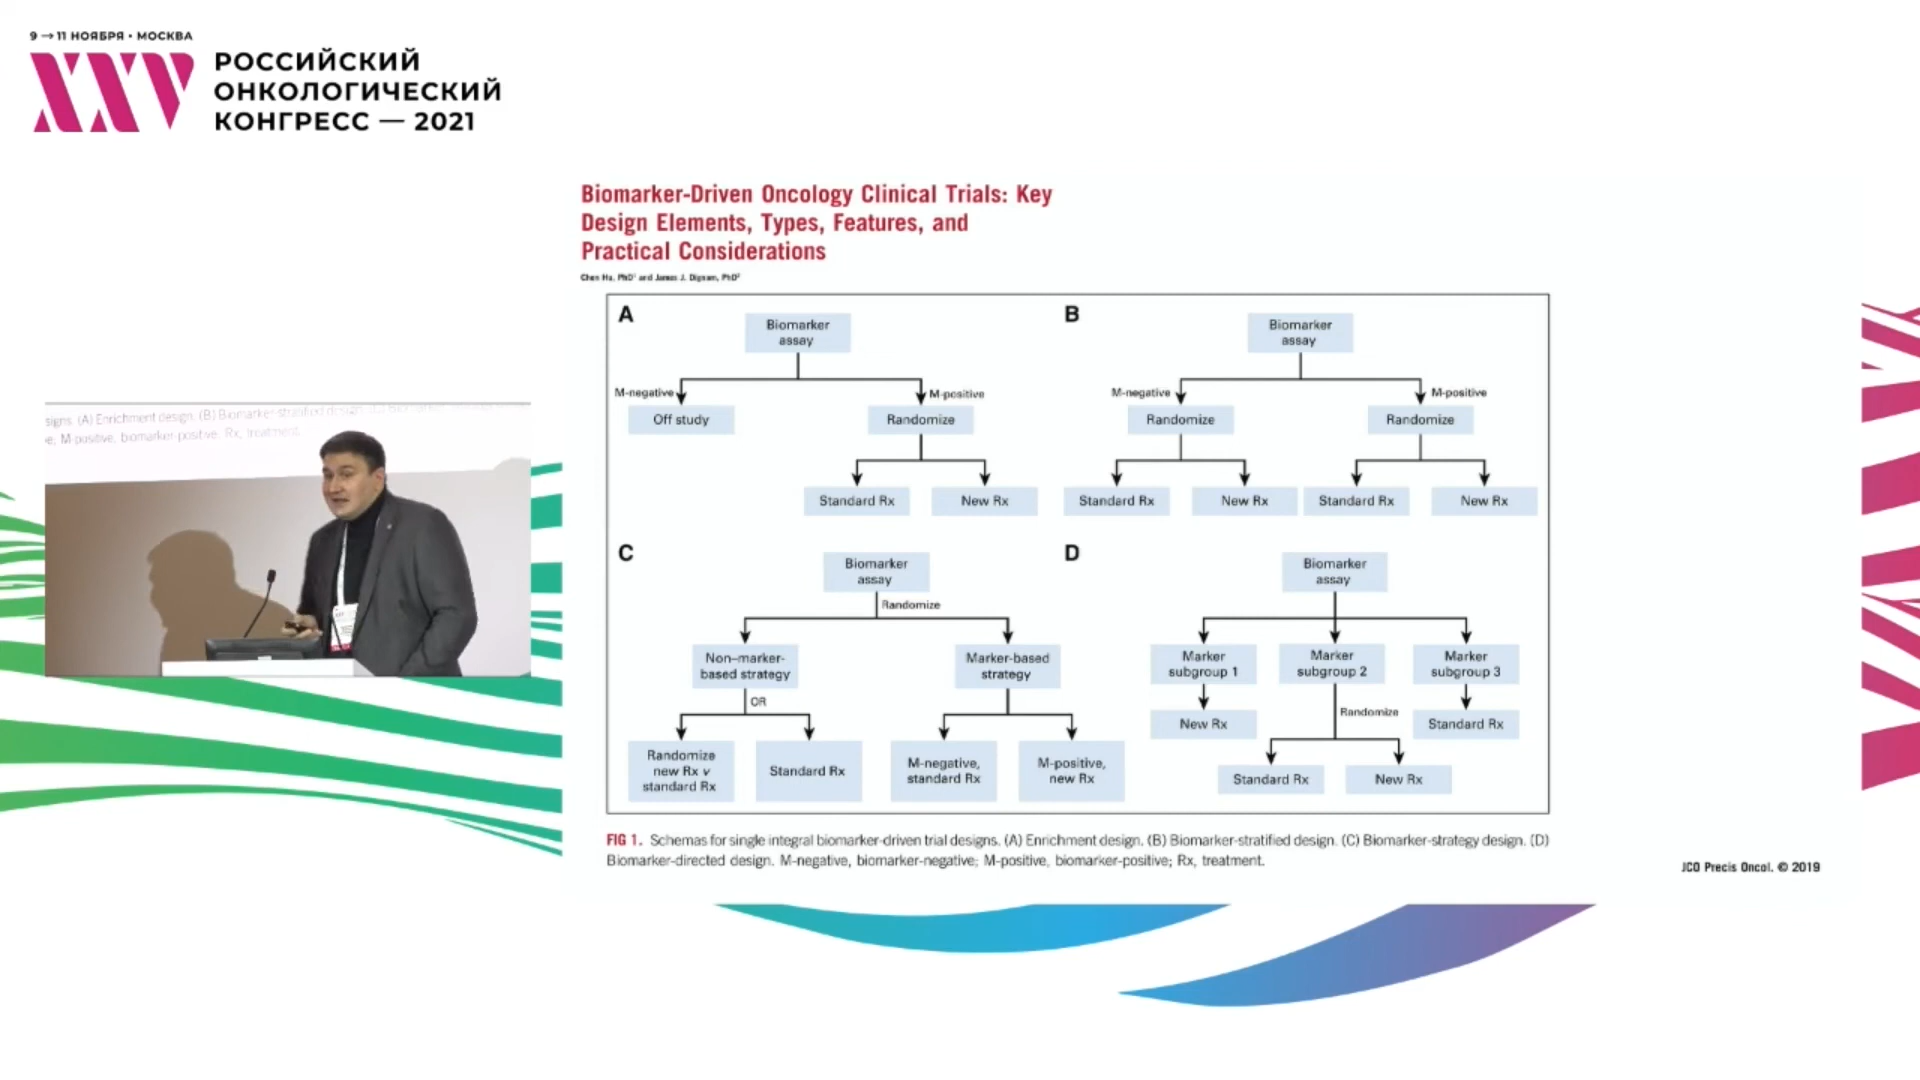 9 → 11 НОЯБРЯ • МОСКВА
XXV
РОССИЙСКИЙ
ОНКОЛОГИЧЕСКИЙ
КОНГРЕСС — 2021
Biomarker-Driven Oncology Clinical Trials: Key
Design Elements, Types, Features, and
Practical Considerations
Chen Hu, PhD¹ and James J. Dignam, PhD²
A
Biomarker
assay
M-negative
M-positive
Off study
Randomize
Standard Rx
New Rx
B
Biomarker
assay
M-negative
M-positive
Randomize
Randomize
Standard Rx
New Rx
Standard Rx
New Rx
C
Biomarker
assay
Randomize
Non–marker-
based strategy
Marker-based
strategy
OR
Randomize
new Rx v
standard Rx
Standard Rx
M-negative,
standard Rx
M-positive,
new Rx
D
Biomarker
assay
Marker
subgroup 1
Marker
subgroup 2
Marker
subgroup 3
New Rx
Randomize
Standard Rx
Standard Rx
New Rx
FIG 1. Schemas for single integral biomarker-driven trial designs. (A) Enrichment design. (B) Biomarker-stratified design. (C) Biomarker-strategy design. (D)
Biomarker-directed design. M-negative, biomarker-negative; M-positive, biomarker-positive; Rx, treatment.
JCO Precis Oncol. © 2019
signs. (A) Enrichment design. (B) Biomarker-stratified design.
e, M-positive, biomarker-positive; Rx, treatment.